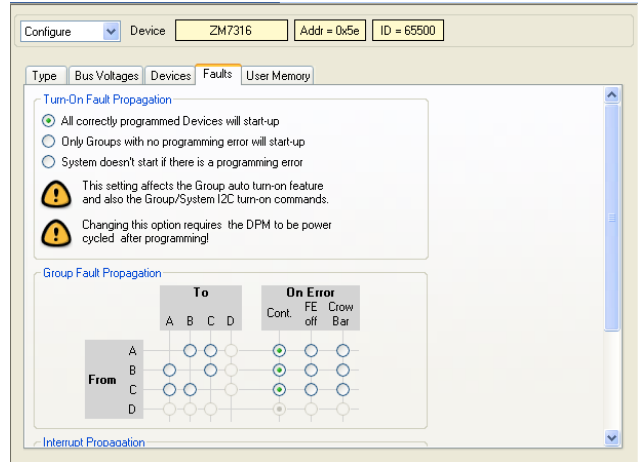 Configure Device ZM7316 Addr = 0x5e ID = 65500
Type Bus Voltages Devices Faults User Memory
Turn-On Fault Propagation
All correctly programmed Devices will start-up
Only Groups with no programming error will start-up
System doesn't start if there is a programming error
This setting affects the Group auto turn-on feature
and also the Group/System I2C turn-on commands.
Changing this option requires the DPM to be power
cycled after programming!
Group Fault Propagation
To On Error
A B C D Cont. FE off Crow Bar
A
B
From
C
D
Interrupt Propagation